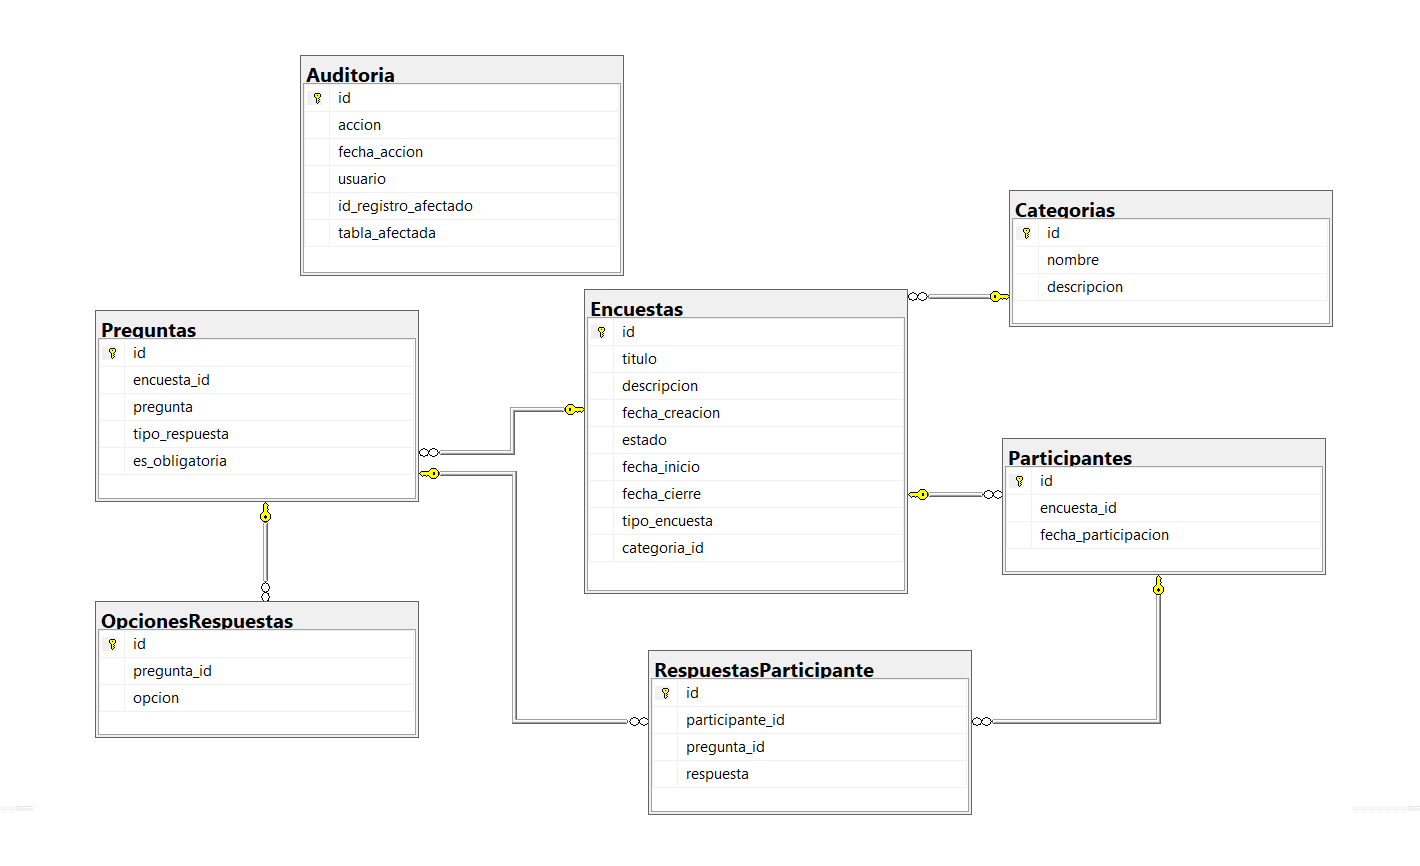 Auditoria
id
accion
fecha_accion
usuario
id_registro_afectado
tabla_afectada
Categorias
id
nombre
descripcion
Encuestas
id
titulo
descripcion
fecha_creacion
estado
fecha_inicio
fecha_cierre
tipo_encuesta
categoria_id
Preguntas
id
encuesta_id
pregunta
tipo_respuesta
es_obligatoria
Participantes
id
encuesta_id
fecha_participacion
OpcionesRespuestas
id
pregunta_id
opcion
RespuestasParticipante
id
participante_id
pregunta_id
respuesta